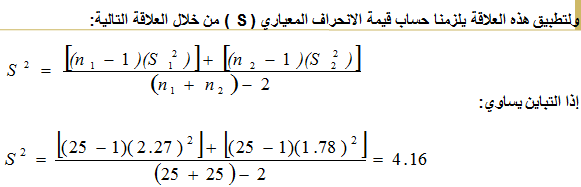 ولتطبيق هذه العلاقة يلزمنا حساب قيمة الانحراف المعياري ( S ) من خلال العلاقة التالية:
S² = [(n₁ − 1)(S₁²)] + [(n₂ − 1)(S₂²)] / (n₁ + n₂) − 2
إذا التباين يساوي:
S² = [(25 − 1)(2.27)²] + [(25 − 1)(1.78)²] / (25 + 25) − 2 = 4.16